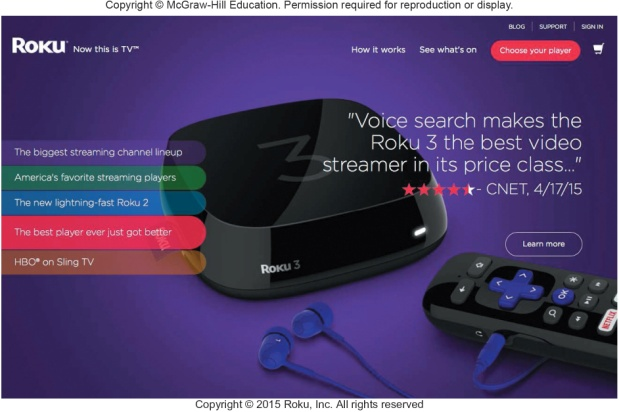 Copyright © McGraw-Hill Education. Permission required for reproduction or display.
BLOG SUPPORT SIGN IN
Roku Now this is TV™
How it works See what's on Choose your player
"Voice search makes the
Roku 3 the best video
streamer in its price class..."
- CNET, 4/17/15
The biggest streaming channel lineup
America's favorite streaming players
The new lightning-fast Roku 2
The best player ever just got better
HBO® on Sling TV
Learn more
3
Roku 3
Roku
OK
NETFLIX
Copyright © 2015 Roku, Inc. All rights reserved